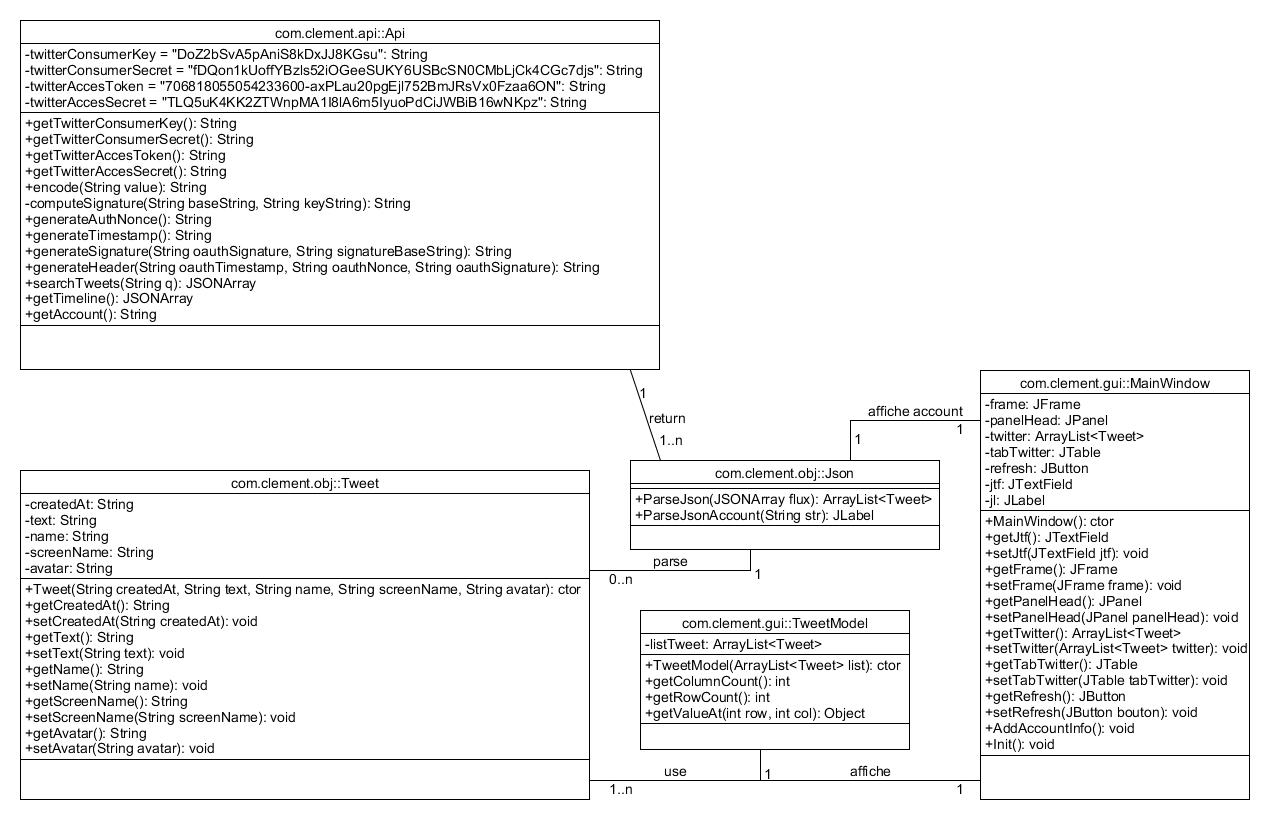 com.clement.api::Api
-twitterConsumerKey = "DoZ2bSvA5pAniS8kDxJJ8KGsu": String
-twitterConsumerSecret = "fDQon1kUoffYBzls52iOGeeSUKY6USBcSN0CMbLjCk4CGc7djs": String
-twitterAccesToken = "706818055054233600-axPLau20pgEjl752BmJRsVx0Fzaa6ON": String
-twitterAccesSecret = "TLQ5uK4KK2ZTWnpMA1I8lA6m5IyuoPdCiJWBiB16wNKpz": String
+getTwitterConsumerKey(): String
+getTwitterConsumerSecret(): String
+getTwitterAccesToken(): String
+getTwitterAccesSecret(): String
+encode(String value): String
-computeSignature(String baseString, String keyString): String
+generateAuthNonce(): String
+generateTimestamp(): String
+generateSignature(String oauthSignature, String signatureBaseString): String
+generateHeader(String oauthTimestamp, String oauthNonce, String oauthSignature): String
+searchTweets(String q): JSONArray
+getTimeline(): JSONArray
+getAccount(): String
1
return
1..n
affiche account
1
1
com.clement.obj::Json
+ParseJson(JSONArray flux): ArrayList<Tweet>
+ParseJsonAccount(String str): JLabel
parse
0..n
1
com.clement.gui::MainWindow
-frame: JFrame
-panelHead: JPanel
-twitter: ArrayList<Tweet>
-tabTwitter: JTable
-refresh: JButton
-jtf: JTextField
-jl: JLabel
+MainWindow(): ctor
+getJtf(): JTextField
+setJtf(JTextField jtf): void
+getFrame(): JFrame
+setFrame(JFrame frame): void
+getPanelHead(): JPanel
+setPanelHead(JPanel panelHead): void
+getTwitter(): ArrayList<Tweet>
+setTwitter(ArrayList<Tweet> twitter): void
+getTabTwitter(): JTable
+setTabTwitter(JTable tabTwitter): void
+getRefresh(): JButton
+setRefresh(JButton bouton): void
+AddAccountInfo(): void
+Init(): void
com.clement.obj::Tweet
-createdAt: String
-text: String
-name: String
-screenName: String
-avatar: String
+Tweet(String createdAt, String text, String name, String screenName, String avatar): ctor
+getCreatedAt(): String
+setCreatedAt(String createdAt): void
+getText(): String
+setText(String text): void
+getName(): String
+setName(String name): void
+getScreenName(): String
+setScreenName(String screenName): void
+getAvatar(): String
+setAvatar(String avatar): void
com.clement.gui::TweetModel
-listTweet: ArrayList<Tweet>
+TweetModel(ArrayList<Tweet> list): ctor
+getColumnCount(): int
+getRowCount(): int
+getValueAt(int row, int col): Object
use
1
affiche
1..n
1